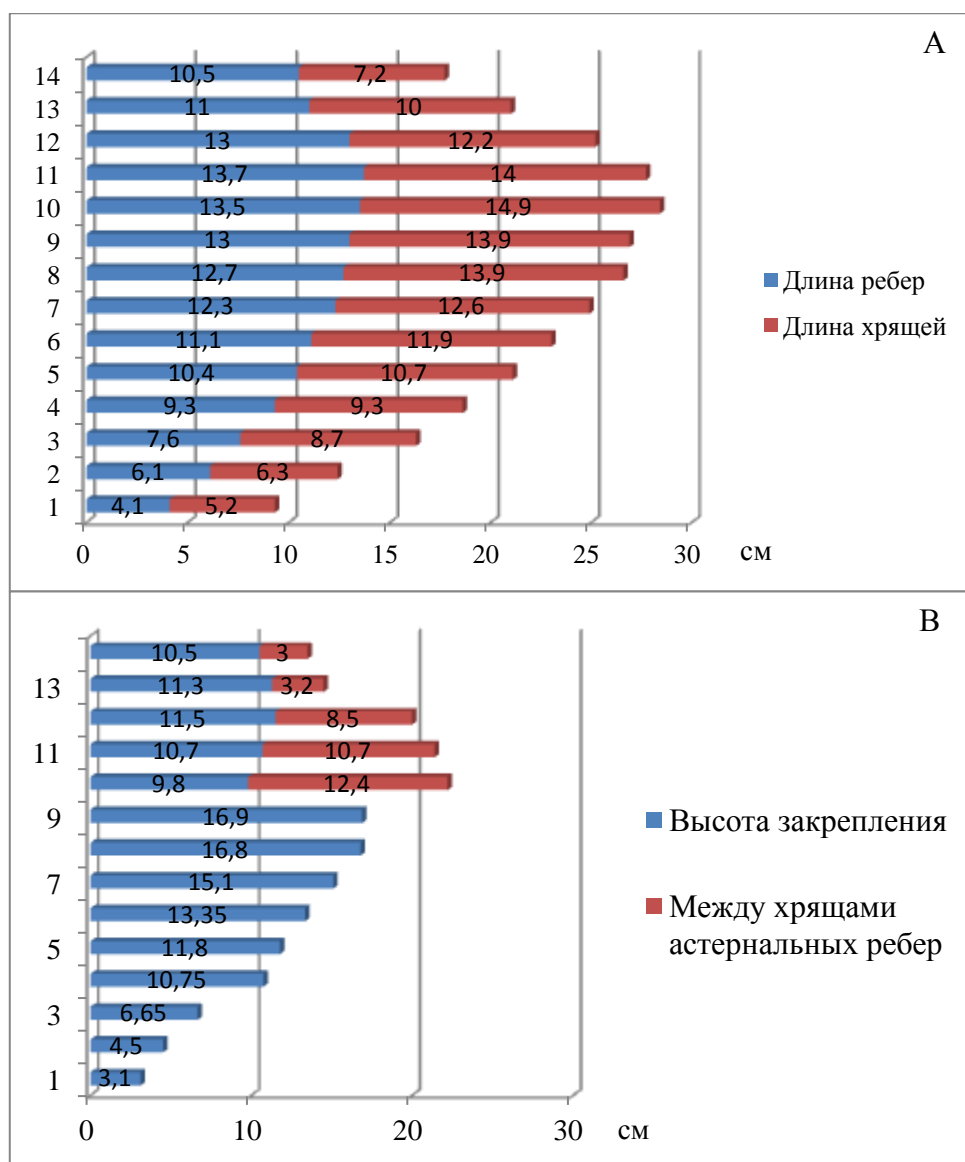 А
14 10,5 7,2
13 11 10
12 13 12,2
11 13,7 14
10 13,5 14,9
9 13 13,9
8 12,7 13,9
7 12,3 12,6
6 11,1 11,9
5 10,4 10,7
4 9,3 9,3
3 7,6 8,7
2 6,1 6,3
1 4,1 5,2
0 5 10 15 20 25 30 см
Длина ребер
Длина хрящей
В
10,5 3
13 11,3 3,2
11,5 8,5
11 10,7 10,7
9,8 12,4
9 16,9
16,8
7 15,1
13,35
5 11,8
10,75
3 6,65
4,5
1 3,1
0 10 20 30 см
Высота закрепления
Между хрящами
астернальных ребер